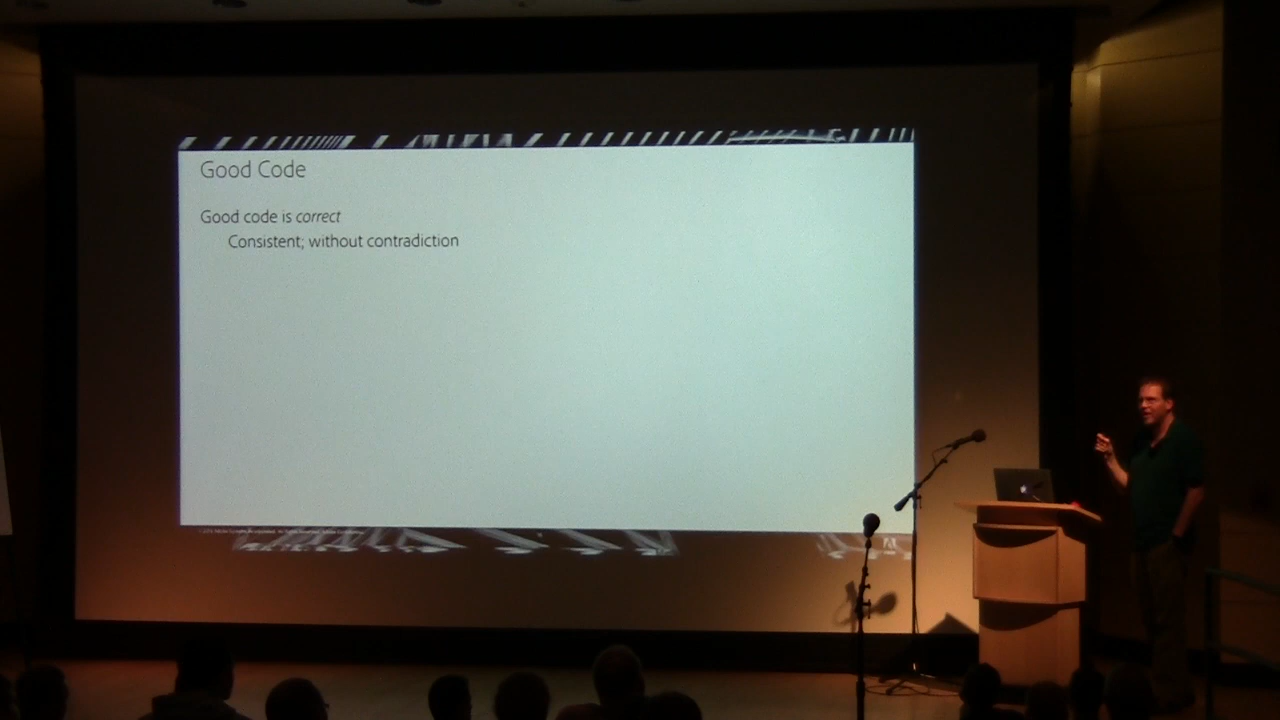 Good Code
Good code is correct
Consistent; without contradiction